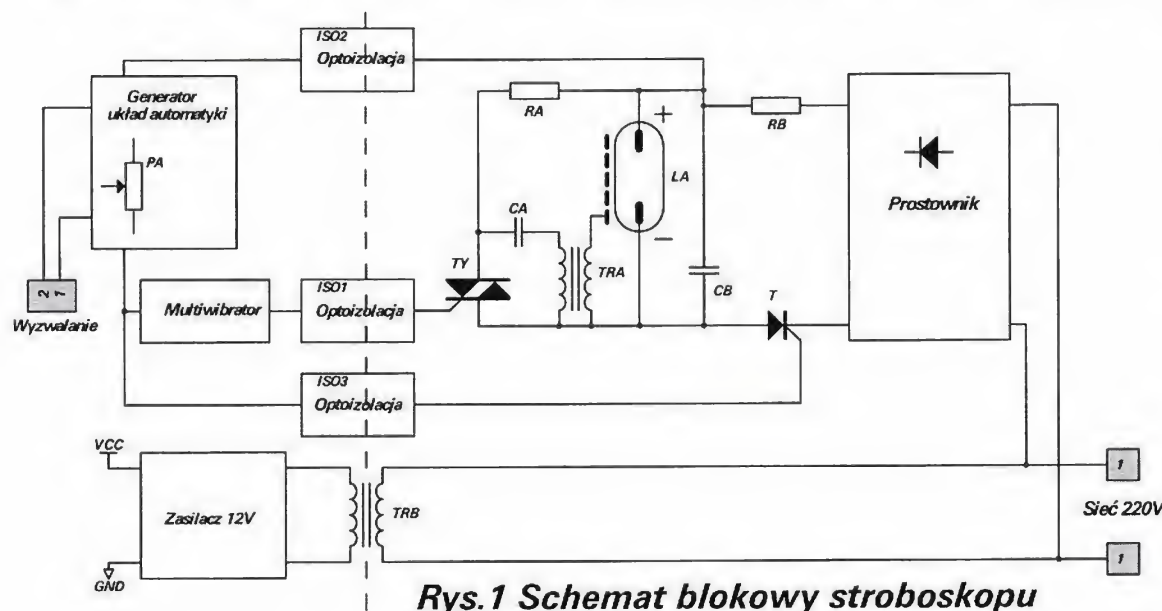 ISO2
Optoizolacja
Generator
układ automatyki
PA
2 1
Wyzwalanie
Multiwibrator
ISO1
Optoizolacja
ISO3
Optoizolacja
RA
CA
TY
TRA
LA
+
−
CB
RB
T
Prostownik
VCC
GND
Zasilacz 12V
TRB
1
Sieć 220V
1
Rys.1 Schemat blokowy stroboskopu